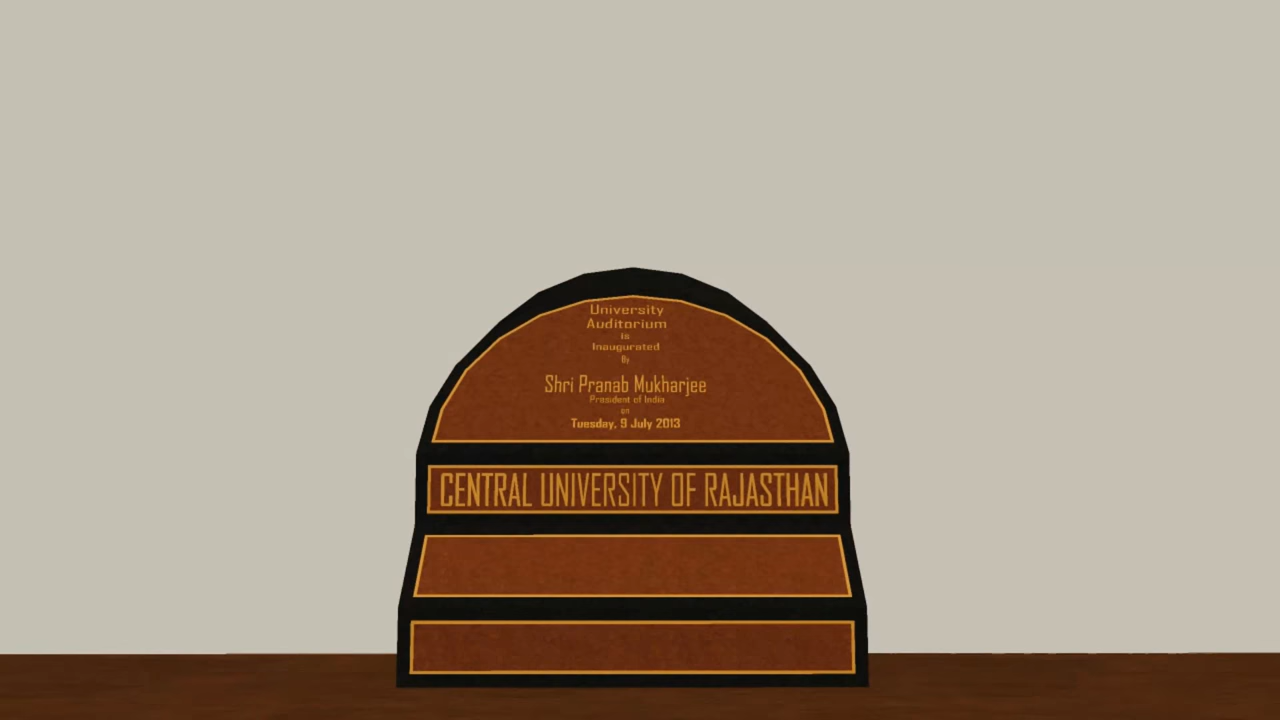 University
Auditorium
is
Inaugurated
By
Shri Pranab Mukharjee
President of India
on
Tuesday, 9 July 2013
CENTRAL UNIVERSITY OF RAJASTHAN